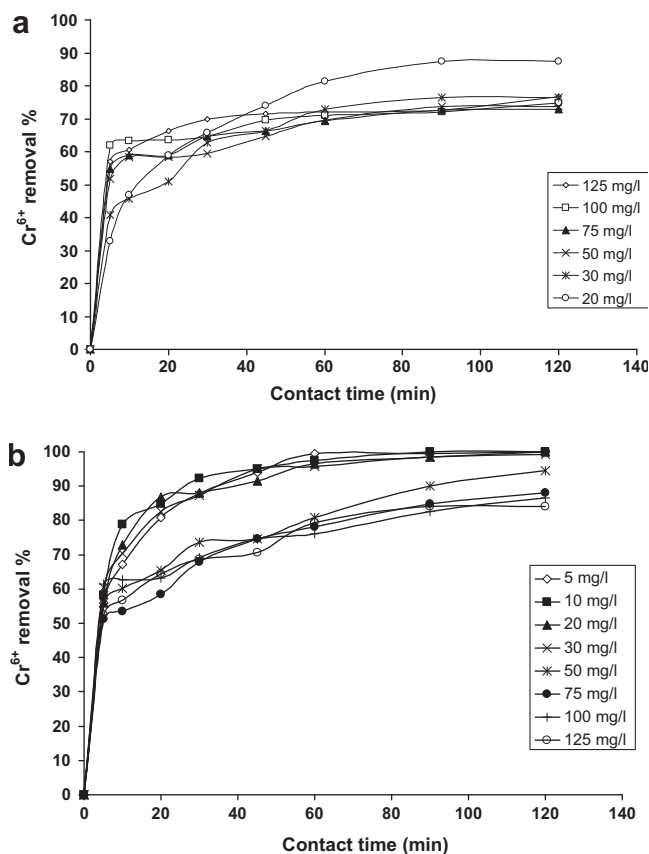 a
100
90
80
70
60
50
40
30
20
10
0
Cr⁶⁺ removal %
0 20 40 60 80 100 120 140
Contact time (min)
125 mg/l
100 mg/l
75 mg/l
50 mg/l
30 mg/l
20 mg/l
b
100
90
80
70
60
50
40
30
20
10
0
Cr⁶⁺ removal %
0 20 40 60 80 100 120 140
Contact time (min)
5 mg/l
10 mg/l
20 mg/l
30 mg/l
50 mg/l
75 mg/l
100 mg/l
125 mg/l